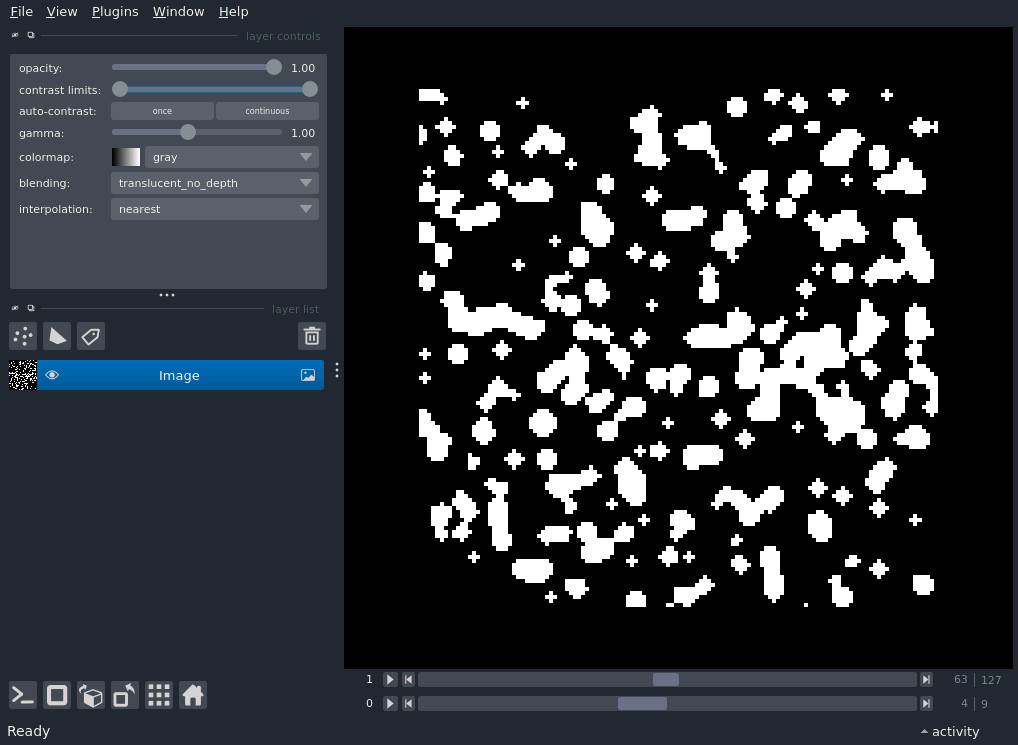 File View Plugins Window Help
layer controls
opacity: 1.00
contrast limits:
auto-contrast: once continuous
gamma: 1.00
colormap: gray
blending: translucent_no_depth
interpolation: nearest
layer list
Image
1 63 127
0 4 9
Ready activity